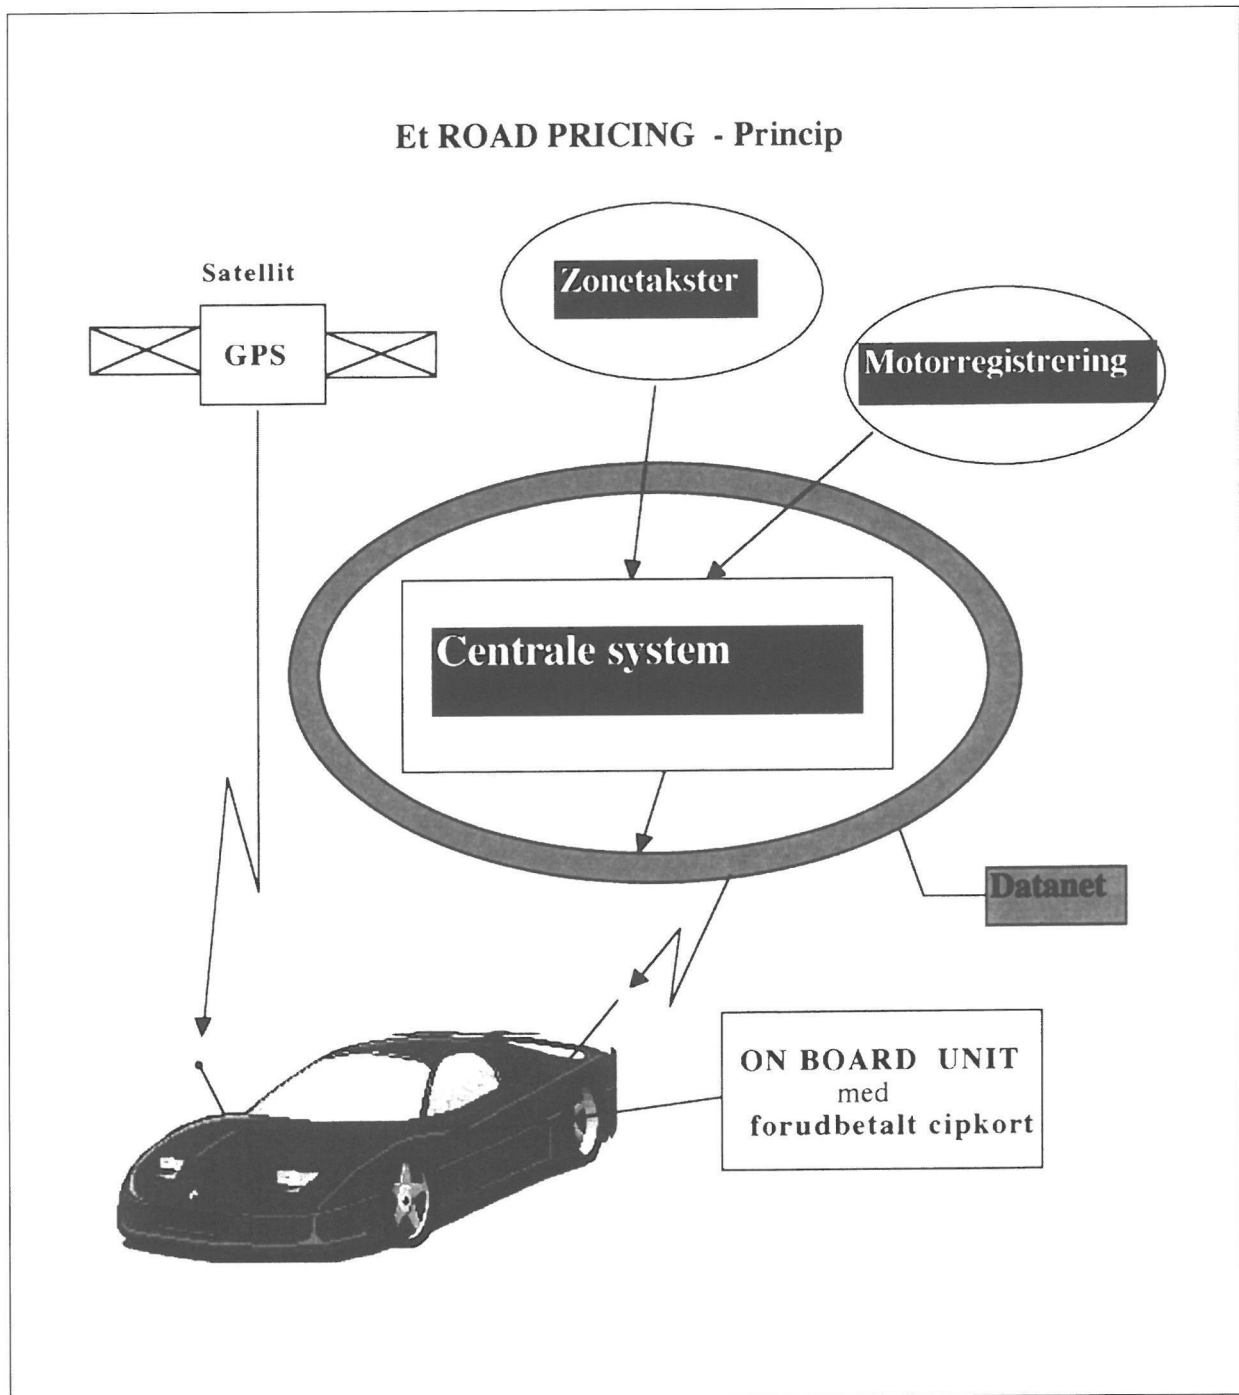 Et ROAD PRICING - Princip
Satellit
GPS
Zonetakster
Motorregistrering
Centrale system
Datanet
ON BOARD UNIT
med
forudbetalt cipkort